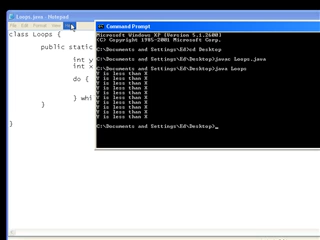 Loops.java - Notepad
File Edit Format View Help
class Loops {
public static
int y
int x
do {
} whi
}
}
Command Prompt
Microsoft Windows XP [Version 5.1.2600]
(C) Copyright 1985-2001 Microsoft Corp.
C:\Documents and Settings\Ed>cd Desktop
C:\Documents and Settings\Ed\Desktop>javac Loops.java
C:\Documents and Settings\Ed\Desktop>java Loops
Y is less than X
Y is less than X
Y is less than X
Y is less than X
Y is less than X
Y is less than X
Y is less than X
Y is less than X
Y is less than X
C:\Documents and Settings\Ed\Desktop>_